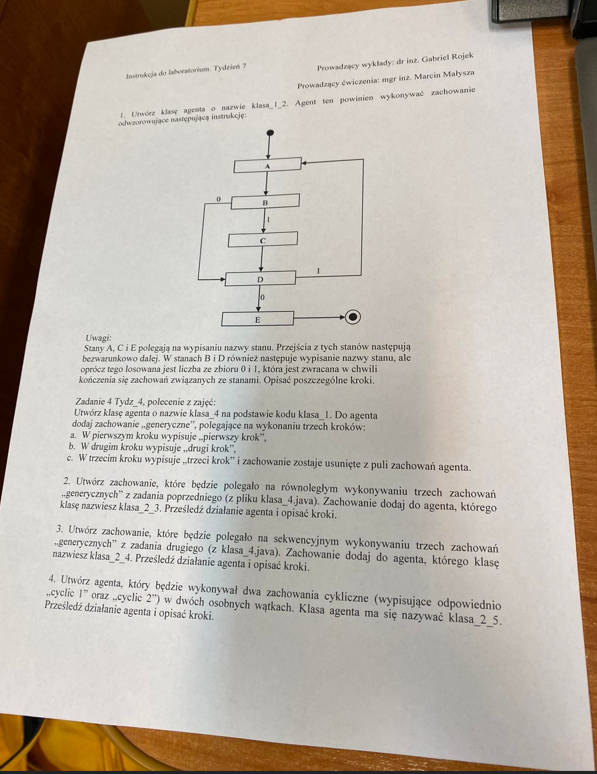 Instrukcja do laboratorium. Tydzień 7
Prowadzący wykłady: dr inż. Gabriel Rojek
Prowadzący ćwiczenia: mgr inż. Marcin Małysza
1. Utwórz klasę agenta o nazwie klasa_1_2. Agent ten powinien wykonywać zachowanie
odwzorowujące następującą instrukcję:
A
0
B
1
C
D
1
0
E
Uwagi:
Stany A, C i E polegają na wypisaniu nazwy stanu. Przejścia z tych stanów następują
bezwarunkowo dalej. W stanach B i D również następuje wypisanie nazwy stanu, ale
oprócz tego losowana jest liczba ze zbioru 0 i 1, która jest zwracana w chwili
kończenia się zachowań związanych ze stanami. Opisać poszczególne kroki.
Zadanie 4 Tydz_4, polecenie z zajęć:
Utwórz klasę agenta o nazwie klasa_4 na podstawie kodu klasa_1. Do agenta
dodaj zachowanie „generyczne”, polegające na wykonaniu trzech kroków:
a. W pierwszym kroku wypisuje „pierwszy krok”,
b. W drugim kroku wypisuje „drugi krok”,
c. W trzecim kroku wypisuje „trzeci krok” i zachowanie zostaje usunięte z puli zachowań agenta.
2. Utwórz zachowanie, które będzie polegało na równoległym wykonywaniu trzech zachowań
„generycznych” z zadania poprzedniego (z pliku klasa_4.java). Zachowanie dodaj do agenta, którego
klasę nazwiesz klasa_2_3. Prześledź działanie agenta i opisać kroki.
3. Utwórz zachowanie, które będzie polegało na sekwencyjnym wykonywaniu trzech zachowań
„generycznych” z zadania drugiego (z klasa_4.java). Zachowanie dodaj do agenta, którego klasę
nazwiesz klasa_2_4. Prześledź działanie agenta i opisać kroki.
4. Utwórz agenta, który będzie wykonywał dwa zachowania cykliczne (wypisujące odpowiednio
„cyclic 1” oraz „cyclic 2”) w dwóch osobnych wątkach. Klasa agenta ma się nazywać klasa_2_5.
Prześledź działanie agenta i opisać kroki.